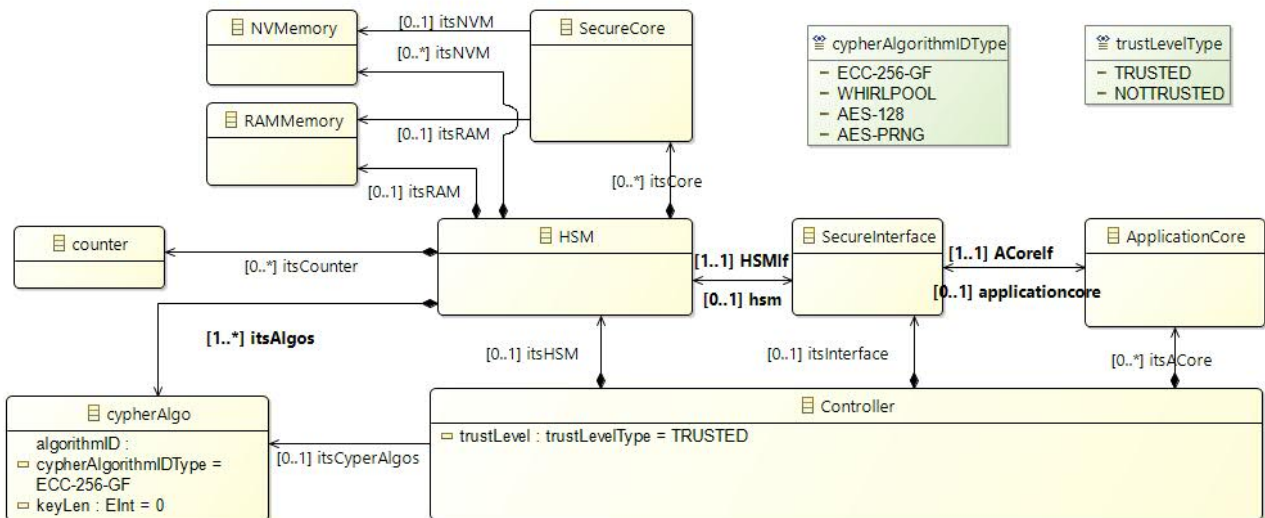 [0..1] itsNVM
NVMemory
SecureCore
[0..*] itsNVM
cypherAlgorithmIDType
ECC-256-GF
WHIRLPOOL
AES-128
AES-PRNG
trustLevelType
TRUSTED
NOTTRUSTED
RAMMemory
[0..1] itsRAM
[0..1] itsRAM
[0..*] itsCore
counter
HSM
SecureInterface
ApplicationCore
[0..*] itsCounter
[1..1] HSMIf
[0..1] hsm
[1..1] ACoreIf
[0..1] applicationcore
[1..*] itsAlgos
[0..1] itsHSM
[0..1] itsInterface
[0..*] itsACore
cypherAlgo
algorithmID :
cypherAlgorithmIDType =
ECC-256-GF
keyLen : EInt = 0
[0..1] itsCyperAlgos
Controller
trustLevel : trustLevelType = TRUSTED